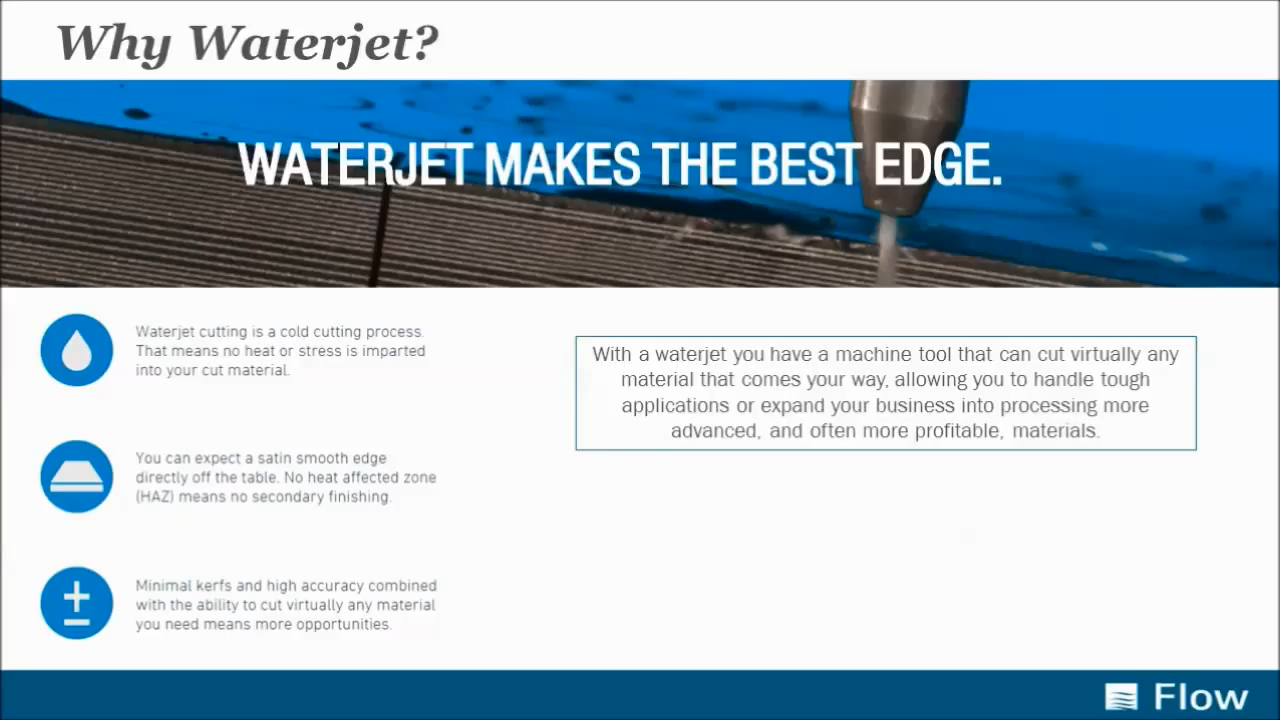 Why Waterjet?
WATERJET MAKES THE BEST EDGE.
Waterjet cutting is a cold cutting process.
That means no heat or stress is imparted
into your cut material.
You can expect a satin smooth edge
directly off the table. No heat affected zone
(HAZ) means no secondary finishing.
Minimal kerfs and high accuracy combined
with the ability to cut virtually any material
you need means more opportunities.
With a waterjet you have a machine tool that can cut virtually any
material that comes your way, allowing you to handle tough
applications or expand your business into processing more
advanced, and often more profitable, materials.
Flow